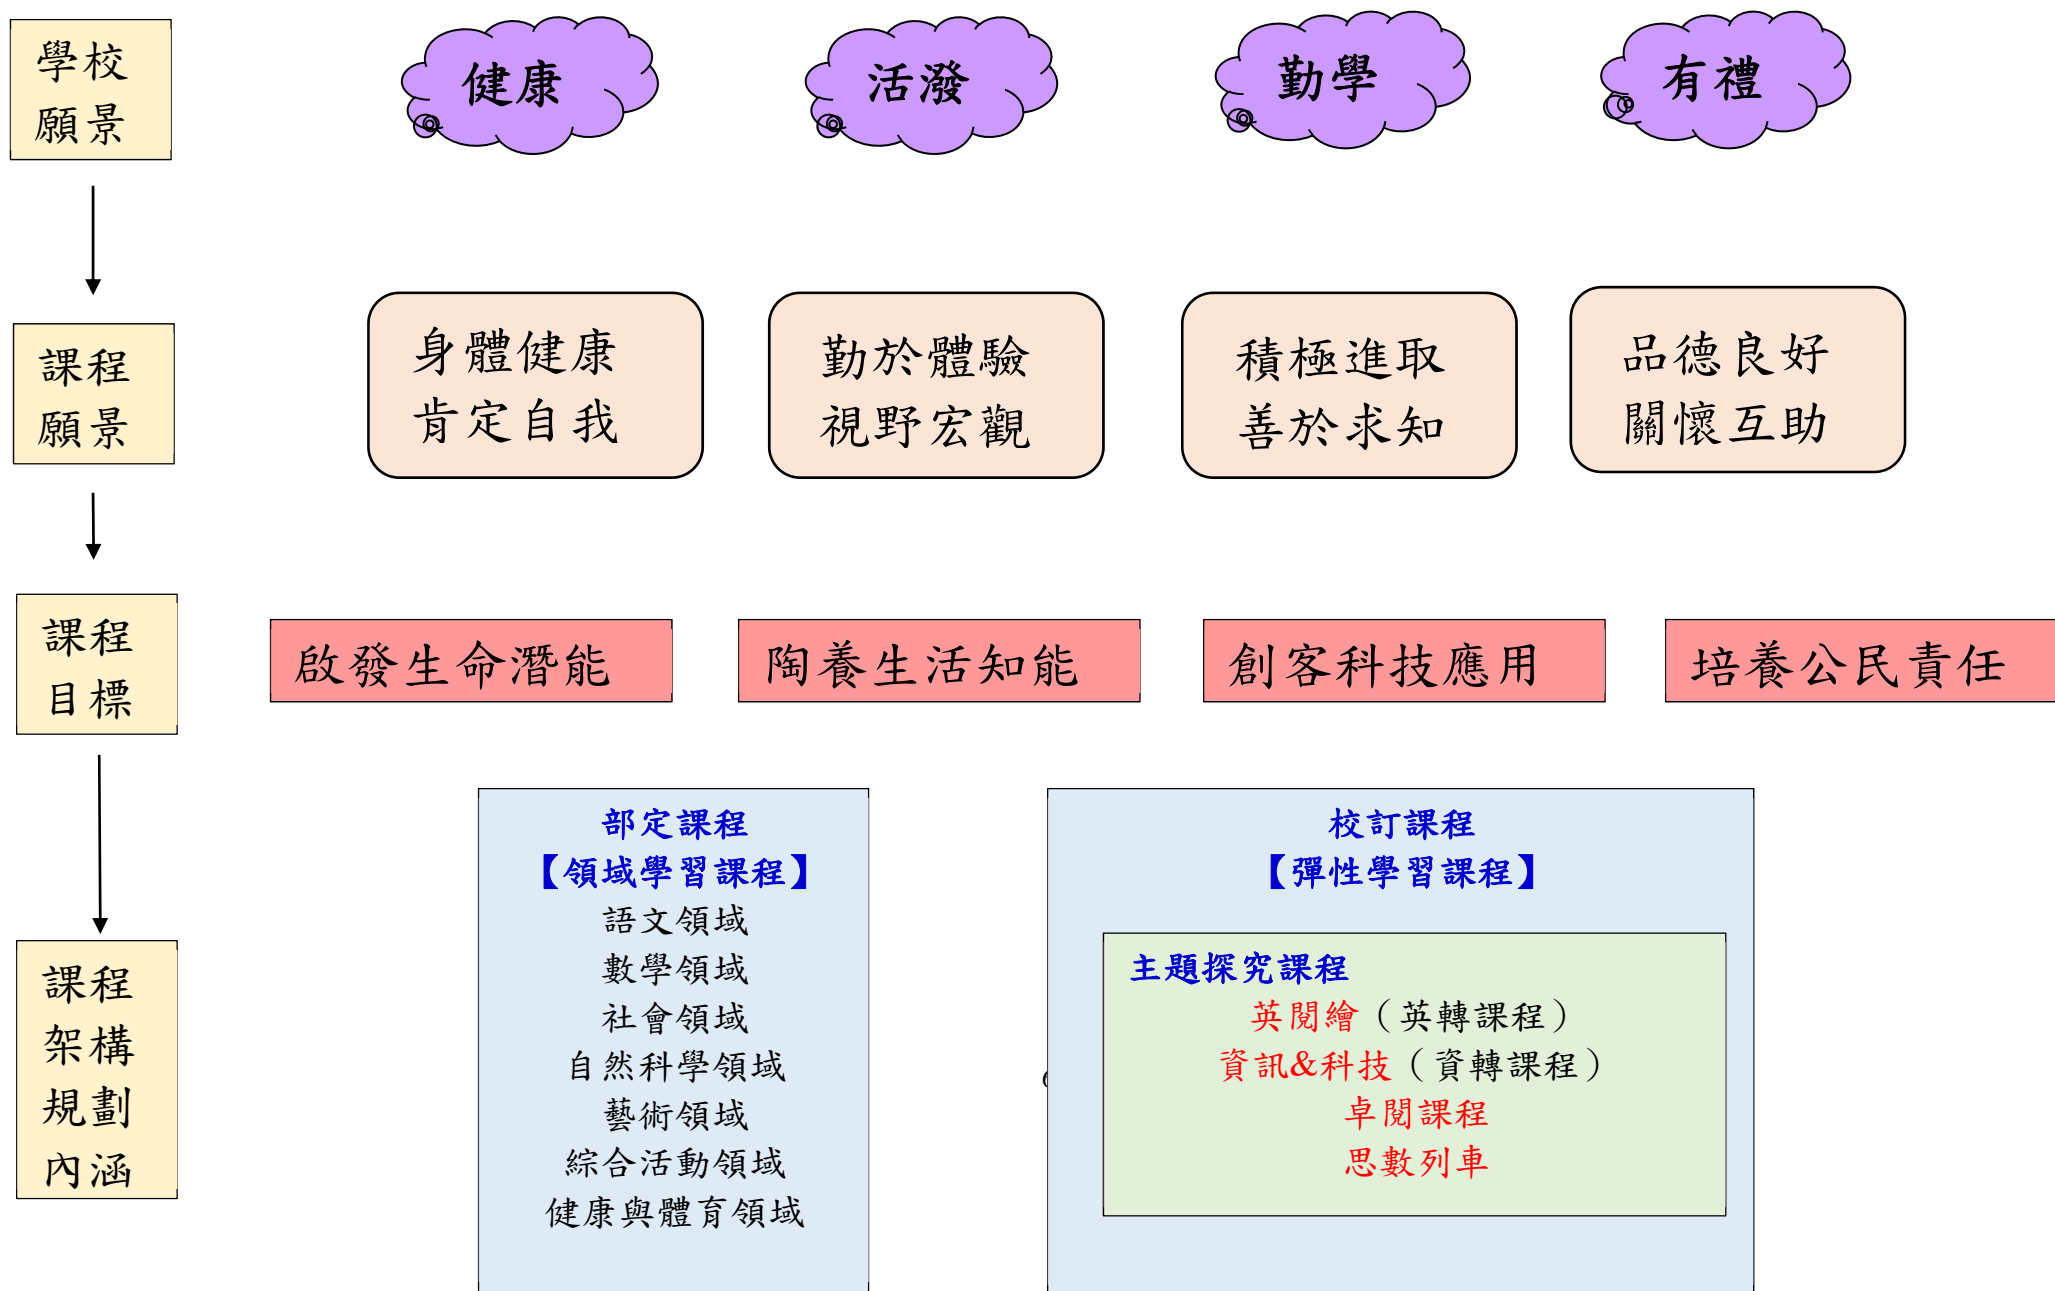 學校
願景
健康
活潑
勤學
有禮
課程
願景
身體健康
肯定自我
勤於體驗
視野宏觀
積極進取
善於求知
品德良好
關懷互助
課程
目標
啟發生命潛能
陶養生活知能
創客科技應用
培養公民責任
課程
架構
規劃
內涵
部定課程
【領域學習課程】
語文領域
數學領域
社會領域
自然科學領域
藝術領域
綜合活動領域
健康與體育領域
校訂課程
【彈性學習課程】
主題探究課程
英閱繪（英轉課程）
資訊&科技（資轉課程）
卓閱課程
思數列車